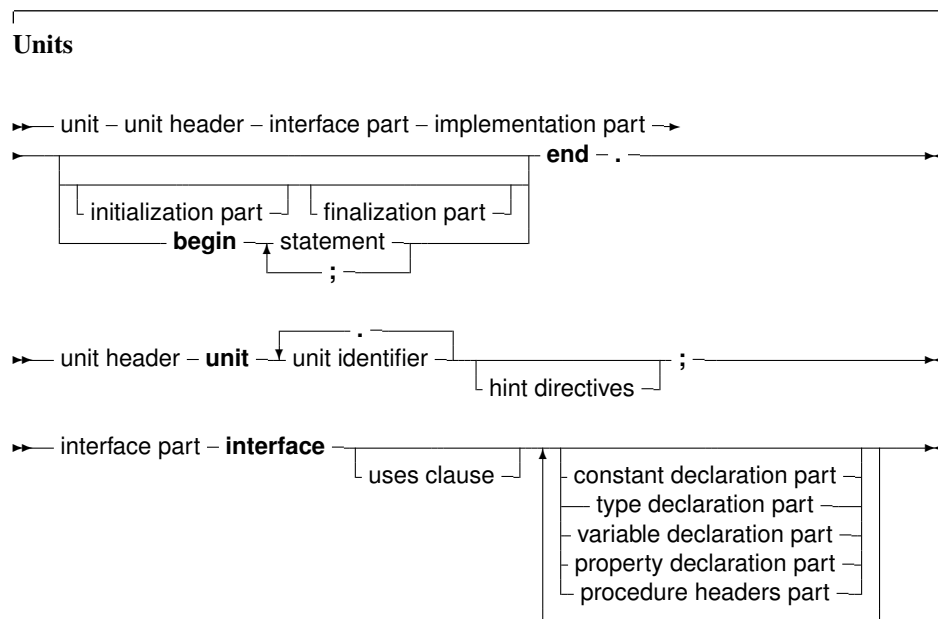 Units
unit – unit header – interface part – implementation part
end – .
initialization part finalization part
begin – statement
;
.
unit header – unit unit identifier ;
hint directives
interface part – interface
uses clause constant declaration part
type declaration part
variable declaration part
property declaration part
procedure headers part